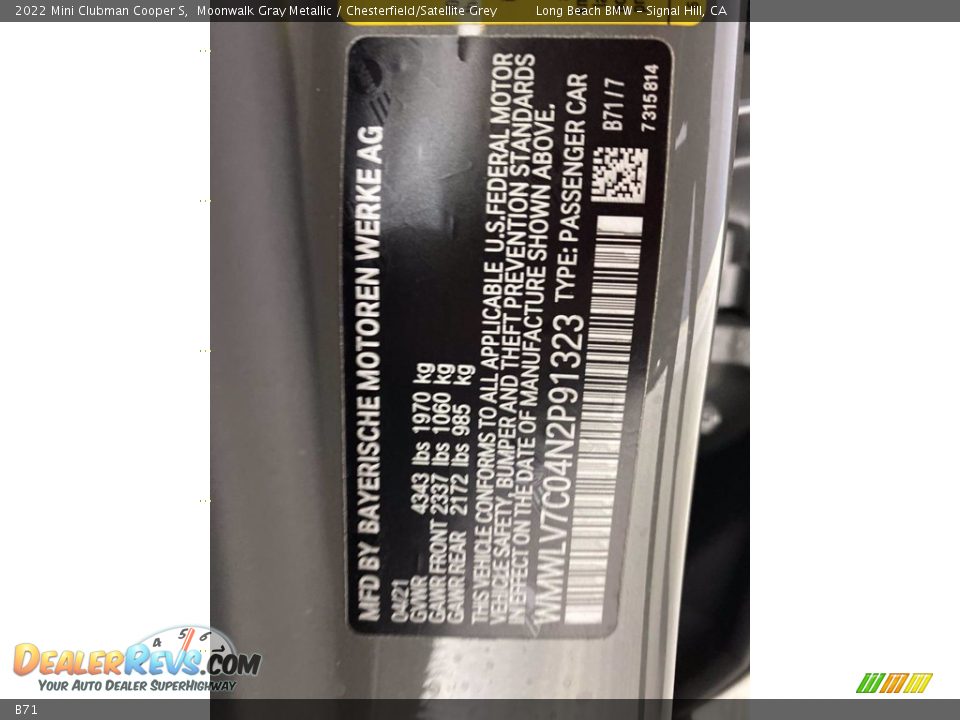 2022 Mini Clubman Cooper S, Moonwalk Gray Metallic / Chesterfield/Satellite Grey Long Beach BMW - Signal Hill, CA
MFD BY BAYERISCHE MOTOREN WERKE AG
04/21
GVWR 4343 lbs 1970 kg
GAWR FRONT 2337 lbs 1060 kg
GAWR REAR 2172 lbs 985 kg
THIS VEHICLE CONFORMS TO ALL APPLICABLE U.S. FEDERAL MOTOR
VEHICLE SAFETY, BUMPER AND THEFT PREVENTION STANDARDS
IN EFFECT ON THE DATE OF MANUFACTURE SHOWN ABOVE.
WMWLV7C04N2P91323 TYPE: PASSENGER CAR
B71/7
7315814
4 5 6
DEALERREVS.COM
YOUR AUTO DEALER SUPERHIGHWAY
B71